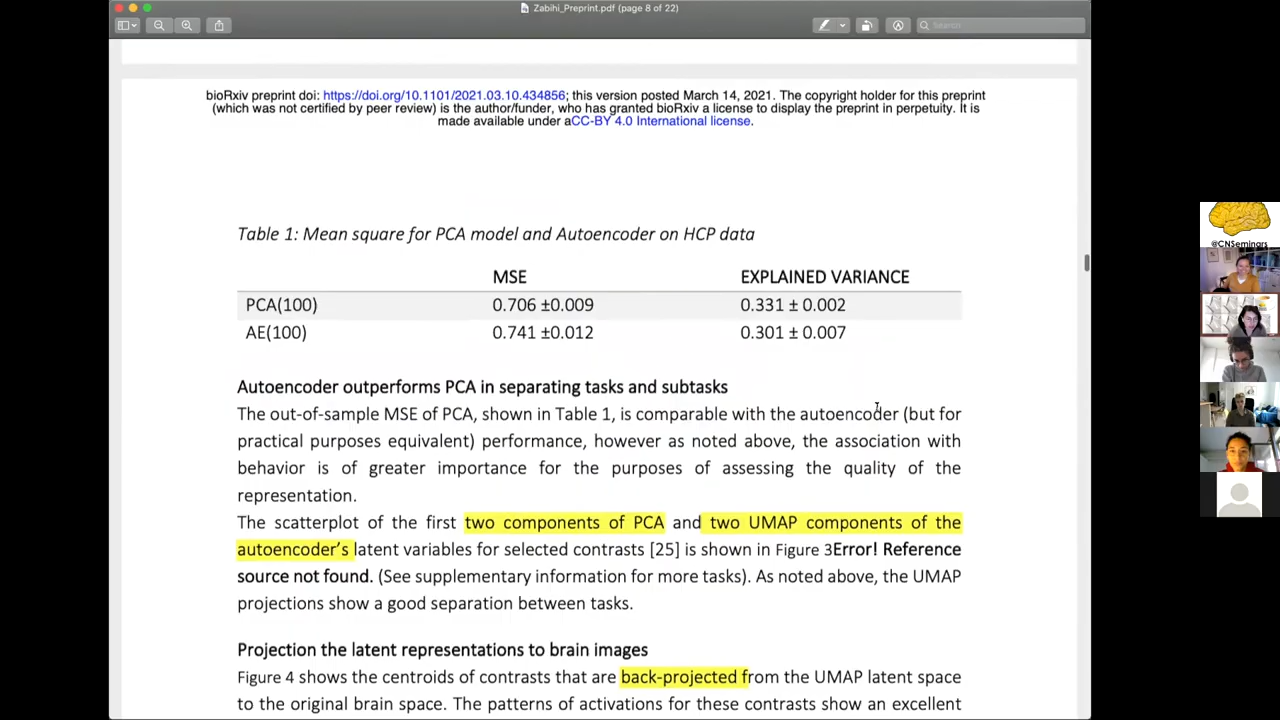 Zabihi_Preprint.pdf (page 8 of 22)
Search
bioRxiv preprint doi: https://doi.org/10.1101/2021.03.10.434856; this version posted March 14, 2021. The copyright holder for this preprint
(which was not certified by peer review) is the author/funder, who has granted bioRxiv a license to display the preprint in perpetuity. It is
made available under aCC-BY 4.0 International license.
Table 1: Mean square for PCA model and Autoencoder on HCP data
MSE EXPLAINED VARIANCE
PCA(100) 0.706 ±0.009 0.331 ± 0.002
AE(100) 0.741 ±0.012 0.301 ± 0.007
Autoencoder outperforms PCA in separating tasks and subtasks
The out-of-sample MSE of PCA, shown in Table 1, is comparable with the autoencoder (but for
practical purposes equivalent) performance, however as noted above, the association with
behavior is of greater importance for the purposes of assessing the quality of the
representation.
The scatterplot of the first two components of PCA and two UMAP components of the
autoencoder's latent variables for selected contrasts [25] is shown in Figure 3Error! Reference
source not found. (See supplementary information for more tasks). As noted above, the UMAP
projections show a good separation between tasks.
Projection the latent representations to brain images
Figure 4 shows the centroids of contrasts that are back-projected from the UMAP latent space
to the original brain space. The patterns of activations for these contrasts show an excellent
@CNSeminars